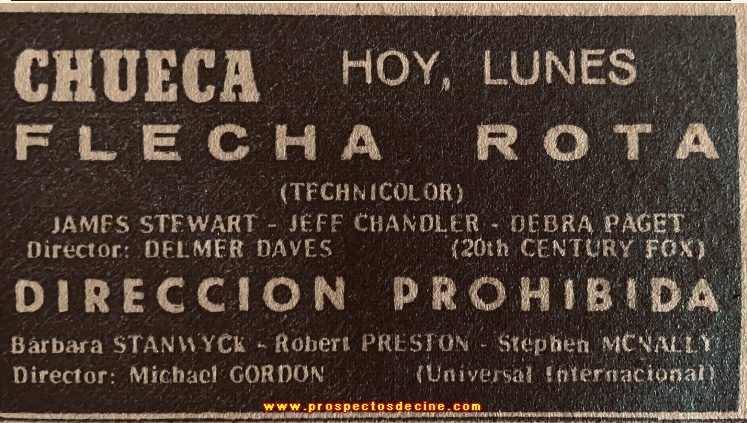 CHUECA HOY, LUNES
FLECHA ROTA
(TECHNICOLOR)
JAMES STEWART - JEFF CHANDLER - DEBRA PAGET
Director: DELMER DAVES (20th CENTURY FOX)
DIRECCION PROHIBIDA
Barbara STANWYCK - Robert PRESTON - Stephen MCNALLY
Director: Michael GORDON (Universal Internacional)
www.prospectosdecine.com